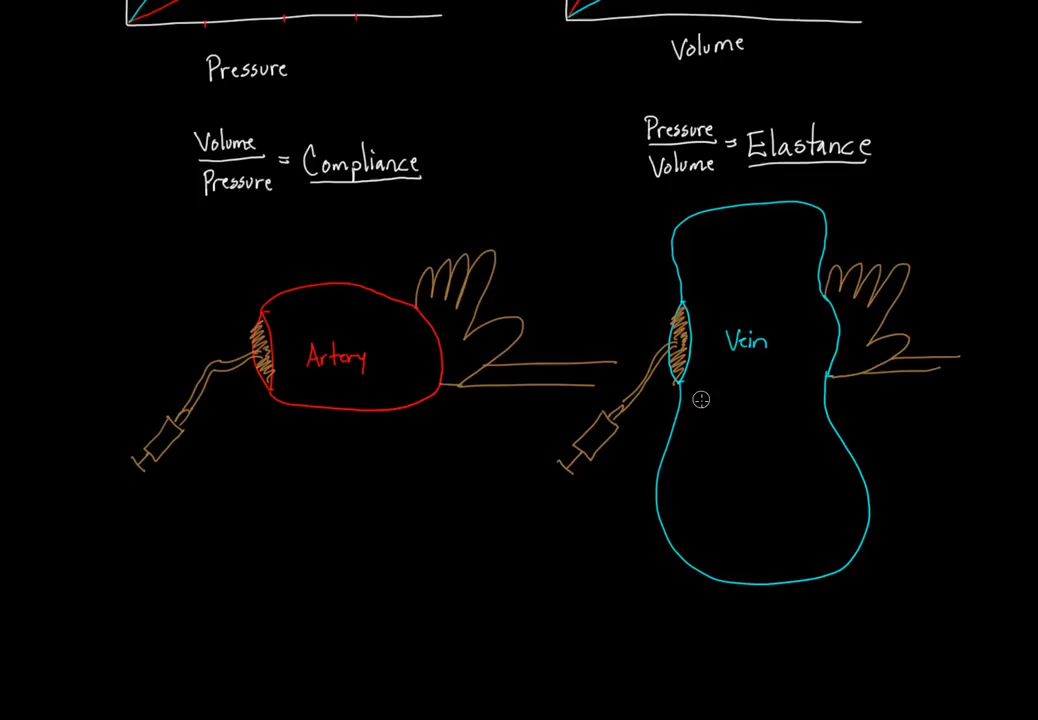 Pressure
Volume
Volume
Pressure
= Compliance
Pressure
Volume
= Elastance
Artery
Vein